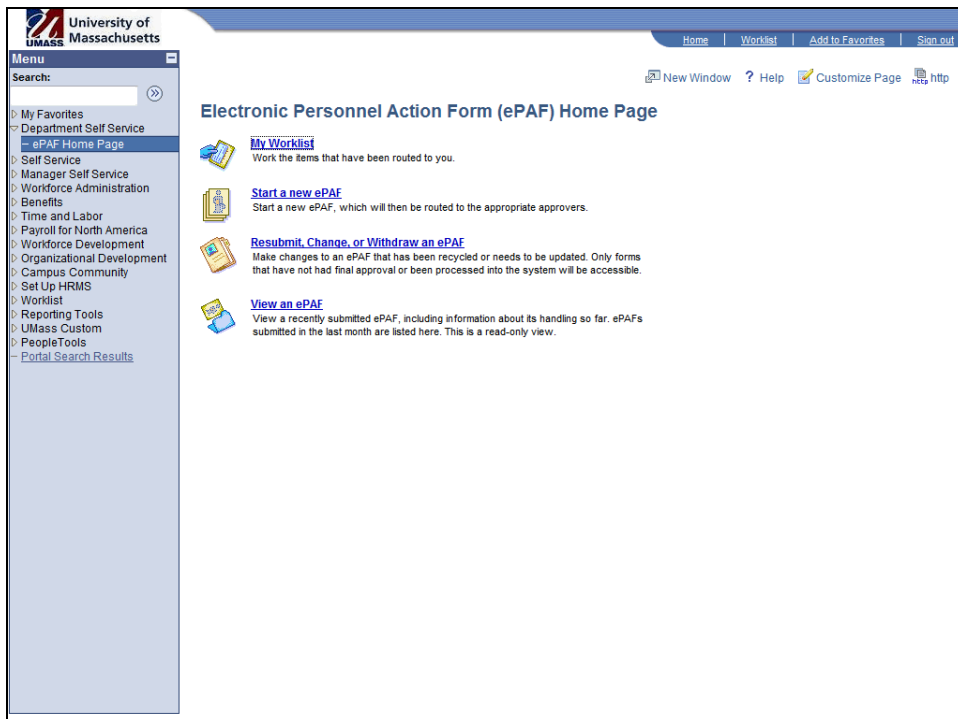 University of
UMASS Massachusetts
Home | Worklist | Add to Favorites | Sign out
Menu
Search:
New Window ? Help Customize Page http http
My Favorites
Department Self Service
ePAF Home Page
Self Service
Manager Self Service
Workforce Administration
Benefits
Time and Labor
Payroll for North America
Workforce Development
Organizational Development
Campus Community
Set Up HRMS
Worklist
Reporting Tools
UMass Custom
PeopleTools
Portal Search Results
Electronic Personnel Action Form (ePAF) Home Page
My Worklist
Work the items that have been routed to you.
Start a new ePAF
Start a new ePAF, which will then be routed to the appropriate approvers.
Resubmit, Change, or Withdraw an ePAF
Make changes to an ePAF that has been recycled or needs to be updated. Only forms
that have not had final approval or been processed into the system will be accessible.
View an ePAF
View a recently submitted ePAF, including information about its handling so far. ePAFs
submitted in the last month are listed here. This is a read-only view.